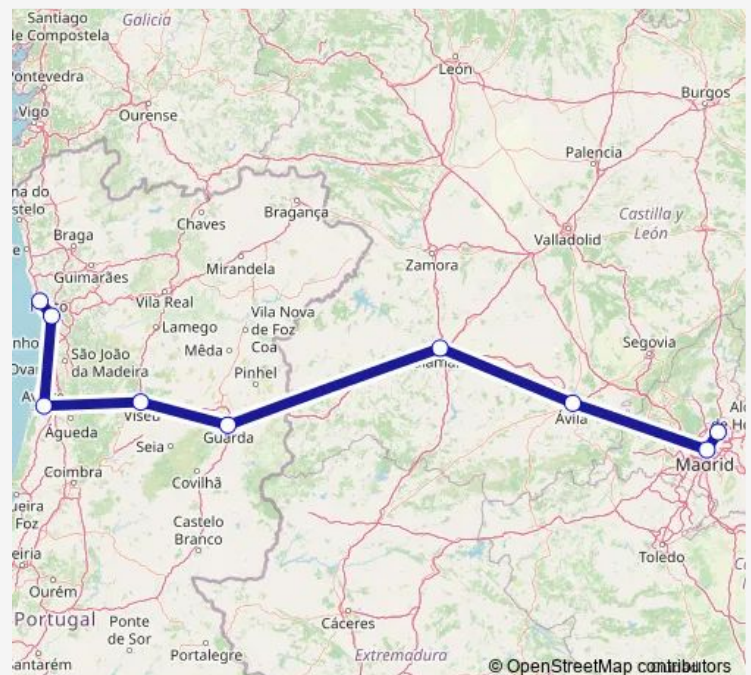 Santiago
de Compostela
Galicia
Pontevedra
Vigo
Ourense
León
Burgos
Palencia
Castilla y
León
Valladolid
Bragança
Chaves
Braga
Guimarães
Mirandela
Zamora
Vila Real
Vila Nova
de Foz
Coa
Lamego
São João
da Madeira
Mêda
Pinhel
Segovia
Viseu
Águeda
Guarda
Ávila
Seia
Madrid
Coimbra
Covilhã
Foz
Castelo
Branco
Toledo
Ourém
Portugal
Ponte
de Sor
Cáceres
Portalegre
Extremadura
© OpenStreetMap contributors